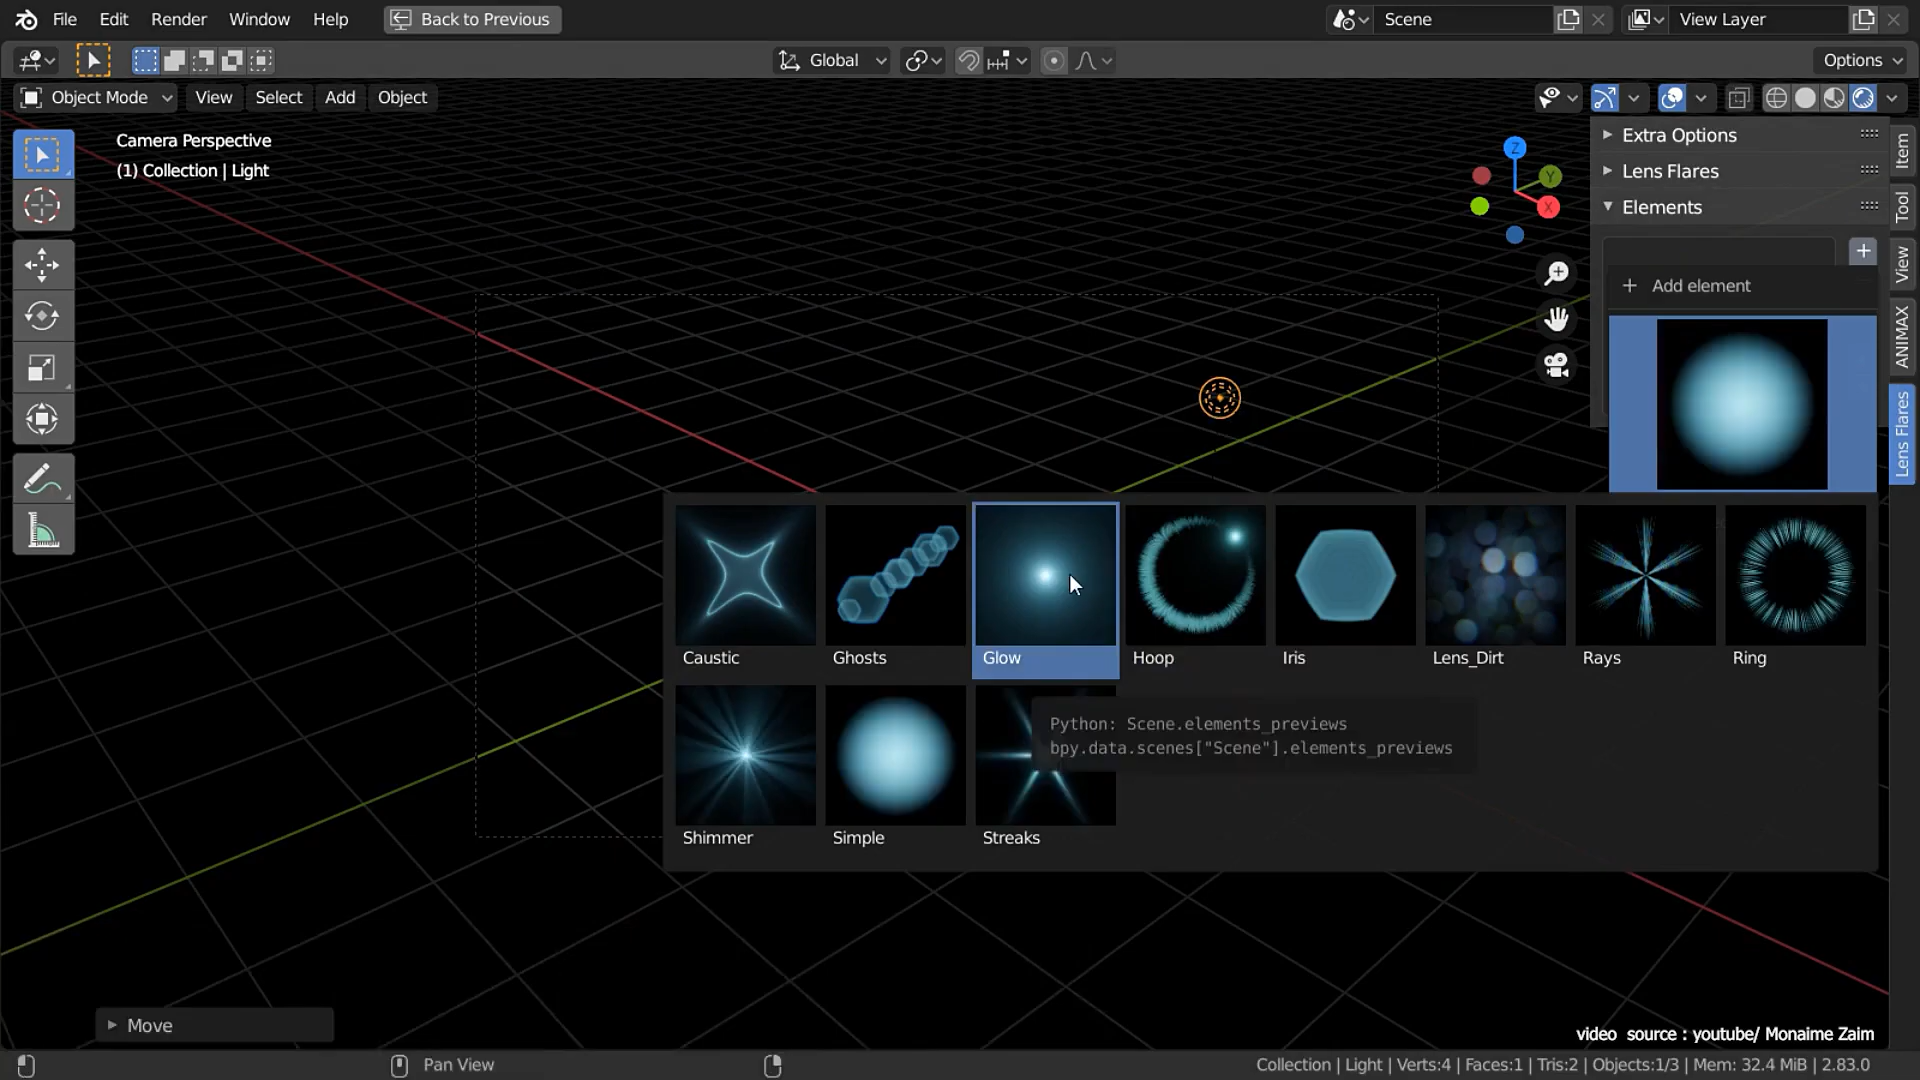 File Edit Render Window Help Back to Previous Scene View Layer
Global Options
Object Mode View Select Add Object
Camera Perspective
(1) Collection | Light
Z
Y
X
Extra Options
Lens Flares
Elements
Add element
Item
Tool
View
ANIMAX
Lens Flares
Caustic Ghosts Glow Hoop Iris Lens_Dirt Rays Ring
Python: Scene.elements_previews
bpy.data.scenes["Scene"].elements_previews
Shimmer Simple Streaks
Move
video source : youtube/ Monaime Zaim
Pan View
Collection | Light | Verts:4 | Faces:1 | Tris:2 | Objects:1/3 | Mem: 32.4 MiB | 2.83.0